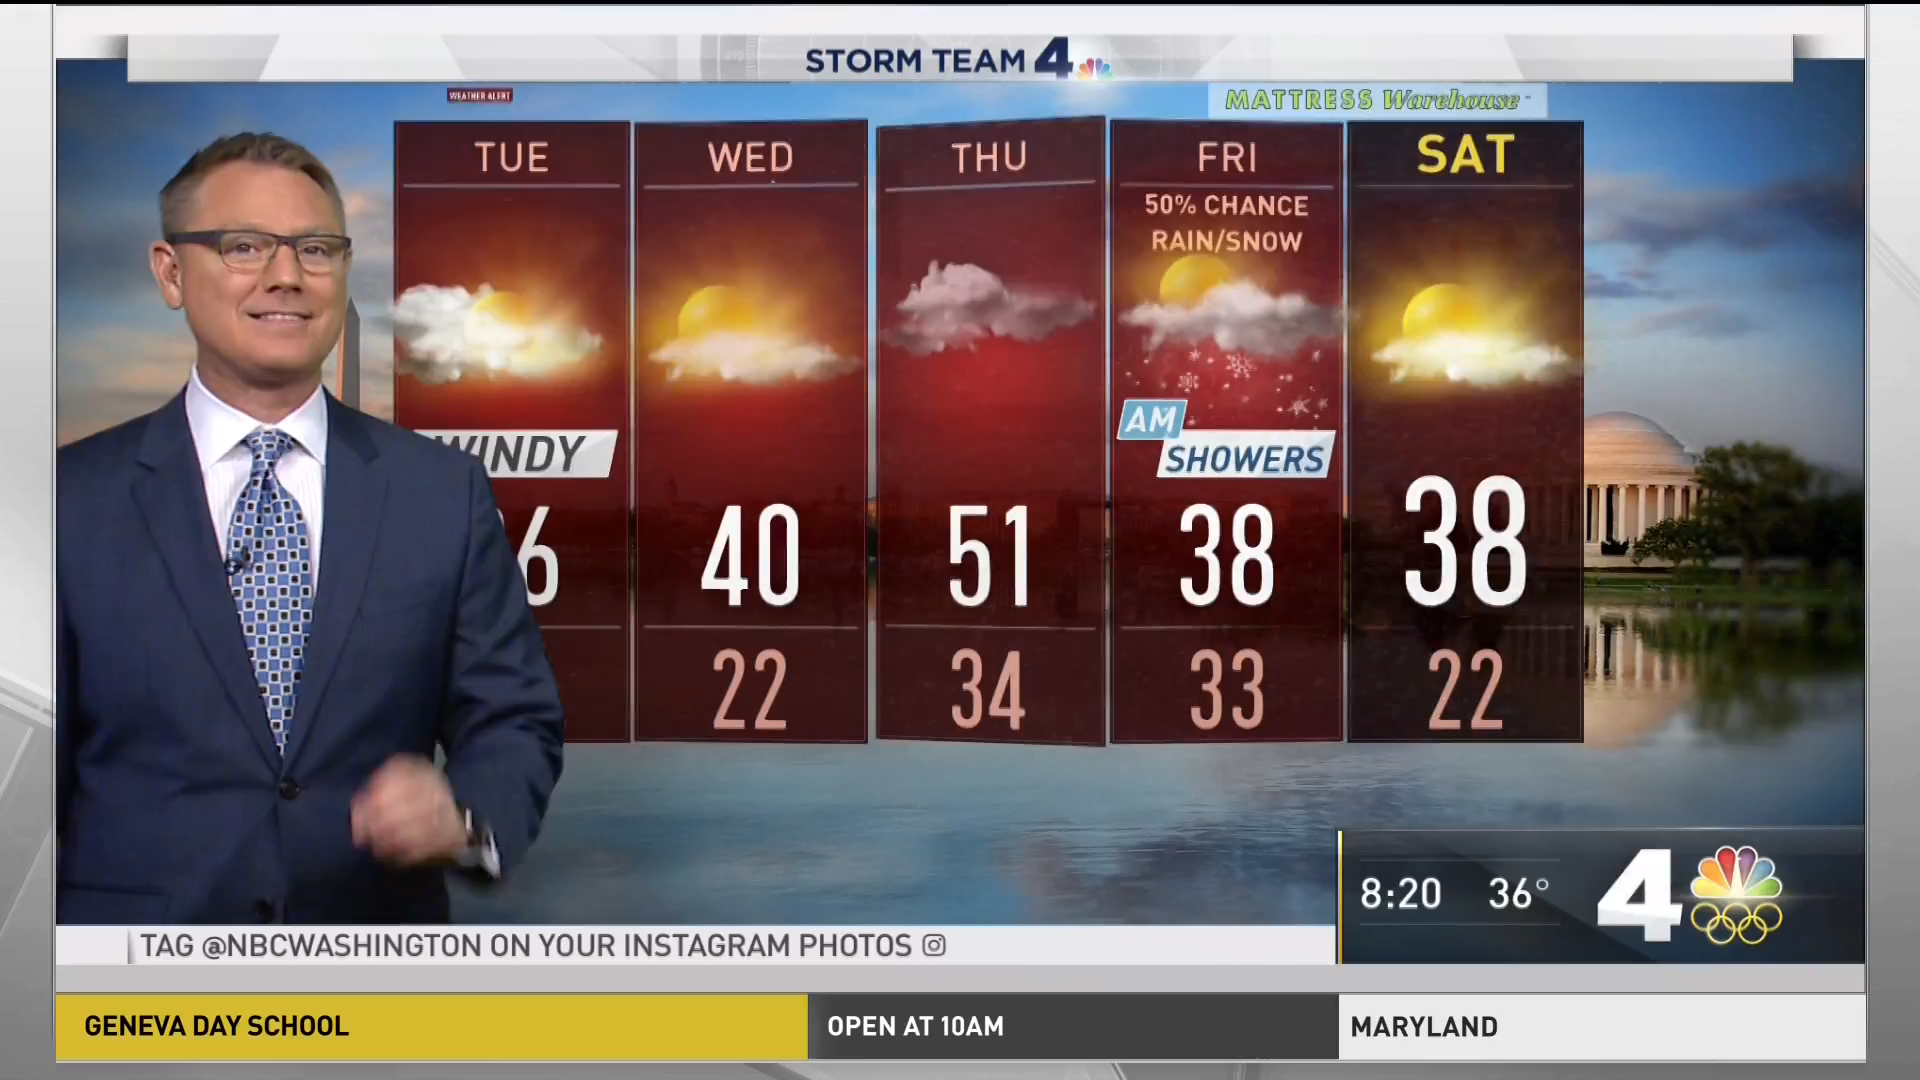 STORM TEAM 4
WEATHER ALERT
MATTRESS Warehouse
TUE
WED
THU
FRI
SAT
50% CHANCE
RAIN/SNOW
WINDY
AM
SHOWERS
6
40
51
38
38
22
34
33
22
8:20 36°
4
TAG @NBCWASHINGTON ON YOUR INSTAGRAM PHOTOS
GENEVA DAY SCHOOL
OPEN AT 10AM
MARYLAND